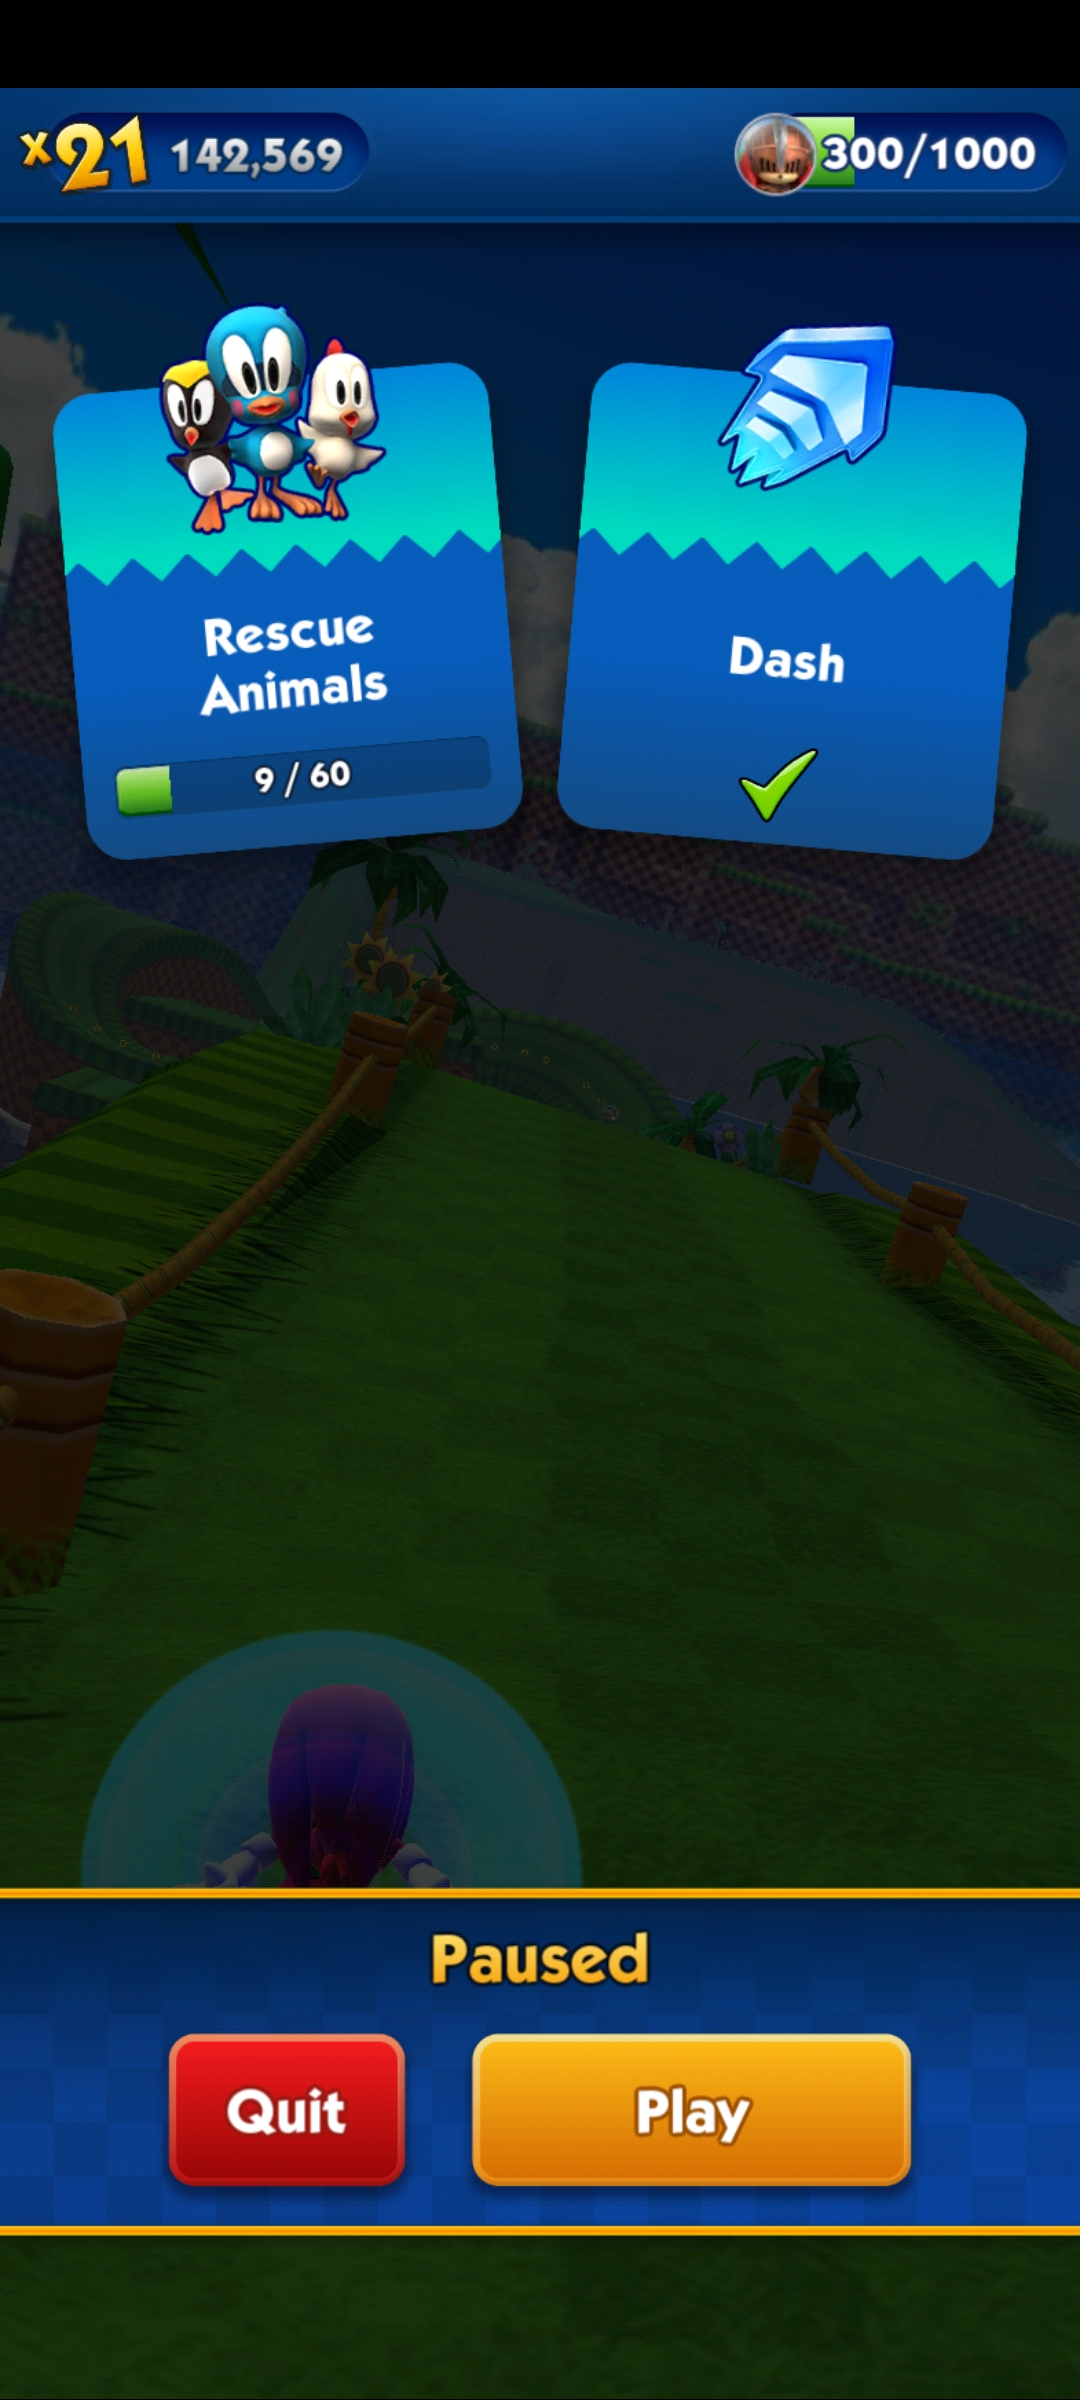 x21 142,569
300/1000
Rescue
Animals
9 / 60
Dash
Paused
Quit
Play